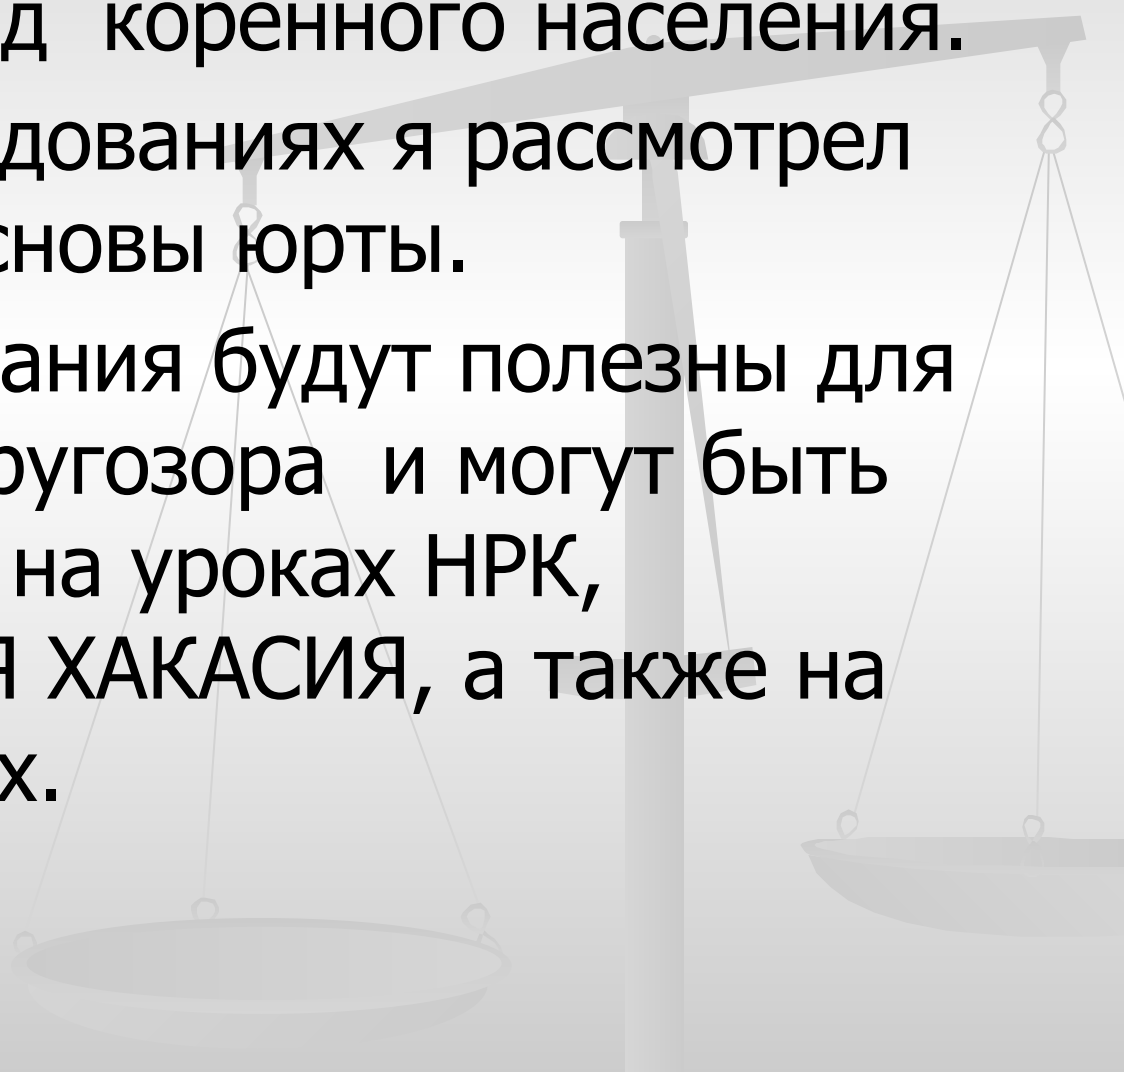 д коренного населения.
дованиях я рассмотрел
сновы юрты.
ания будут полезны для
ругозора и могут быть
на уроках НРК,
Я ХАКАСИЯ, а также на
х.